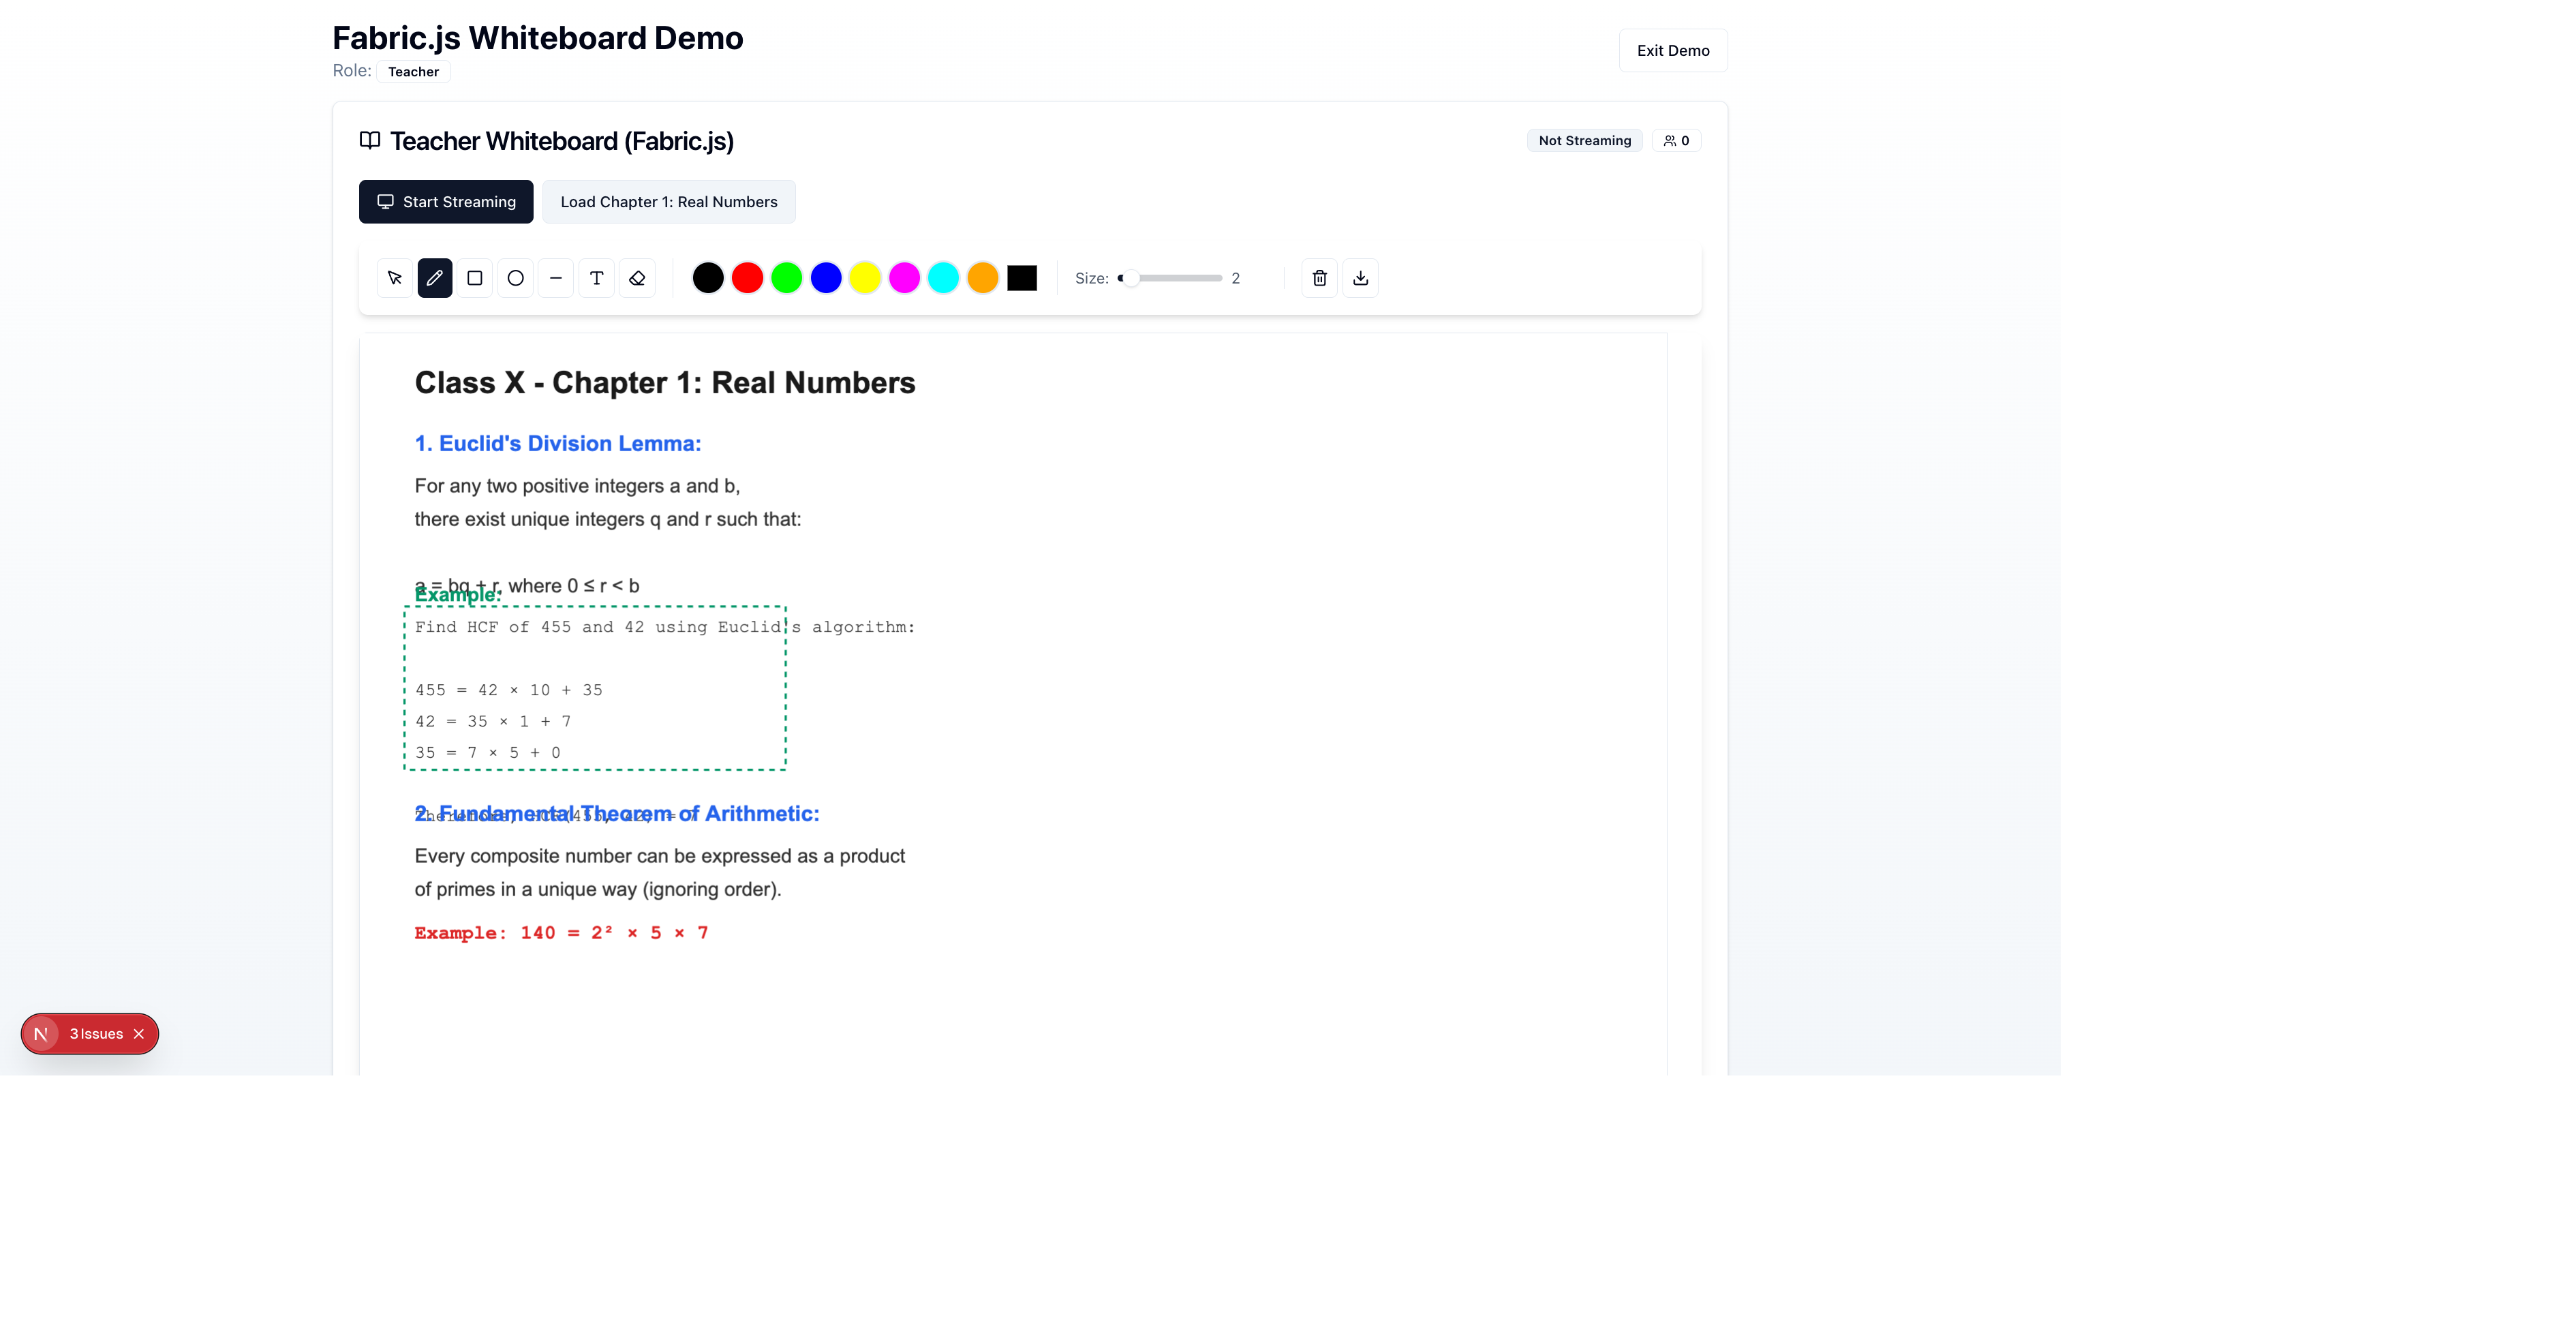 Fabric.js Whiteboard Demo
Role: Teacher
Exit Demo
Teacher Whiteboard (Fabric.js)
Not Streaming
0
Start Streaming
Load Chapter 1: Real Numbers
Size: 2
Class X - Chapter 1: Real Numbers
1. Euclid's Division Lemma:
For any two positive integers a and b,
there exist unique integers q and r such that:
a = bq + r, where 0 ≤ r < b
Example:
Find HCF of 455 and 42 using Euclid's algorithm:
455 = 42 × 10 + 35
42 = 35 × 1 + 7
35 = 7 × 5 + 0
Therefore, HCF(455, 42) = 7
2. Fundamental Theorem of Arithmetic:
Every composite number can be expressed as a product
of primes in a unique way (ignoring order).
Example: 140 = 2² × 5 × 7
N 3 Issues